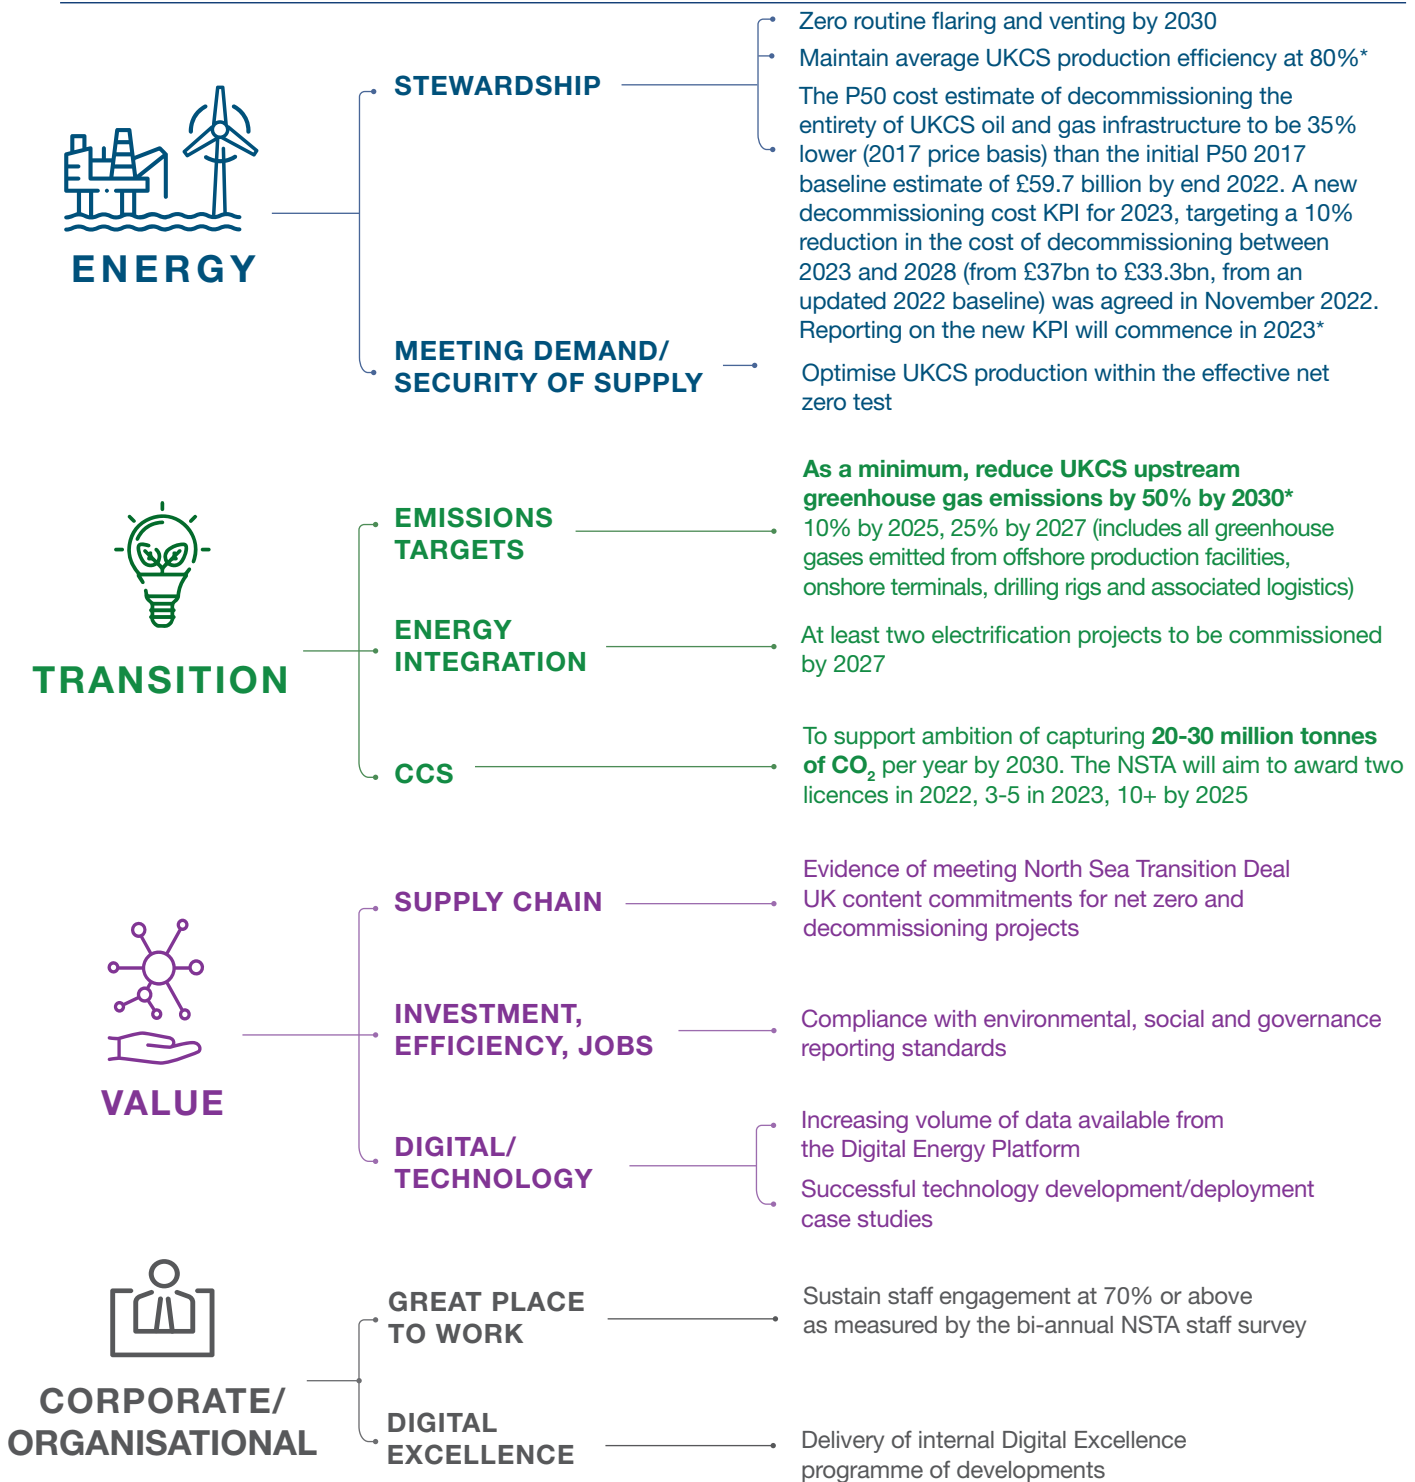 ENERGY
STEWARDSHIP
Zero routine flaring and venting by 2030
Maintain average UKCS production efficiency at 80%*
The P50 cost estimate of decommissioning the
entirety of UKCS oil and gas infrastructure to be 35%
lower (2017 price basis) than the initial P50 2017
baseline estimate of £59.7 billion by end 2022. A new
decommissioning cost KPI for 2023, targeting a 10%
reduction in the cost of decommissioning between
2023 and 2028 (from £37bn to £33.3bn, from an
updated 2022 baseline) was agreed in November 2022.
Reporting on the new KPI will commence in 2023*
MEETING DEMAND/
SECURITY OF SUPPLY
Optimise UKCS production within the effective net
zero test
TRANSITION
EMISSIONS
TARGETS
As a minimum, reduce UKCS upstream
greenhouse gas emissions by 50% by 2030*
10% by 2025, 25% by 2027 (includes all greenhouse
gases emitted from offshore production facilities,
onshore terminals, drilling rigs and associated logistics)
ENERGY
INTEGRATION
At least two electrification projects to be commissioned
by 2027
CCS
To support ambition of capturing 20-30 million tonnes
of CO₂ per year by 2030. The NSTA will aim to award two
licences in 2022, 3-5 in 2023, 10+ by 2025
VALUE
SUPPLY CHAIN
Evidence of meeting North Sea Transition Deal
UK content commitments for net zero and
decommissioning projects
INVESTMENT,
EFFICIENCY, JOBS
Compliance with environmental, social and governance
reporting standards
DIGITAL/
TECHNOLOGY
Increasing volume of data available from
the Digital Energy Platform
Successful technology development/deployment
case studies
CORPORATE/
ORGANISATIONAL
GREAT PLACE
TO WORK
Sustain staff engagement at 70% or above
as measured by the bi-annual NSTA staff survey
DIGITAL
EXCELLENCE
Delivery of internal Digital Excellence
programme of developments